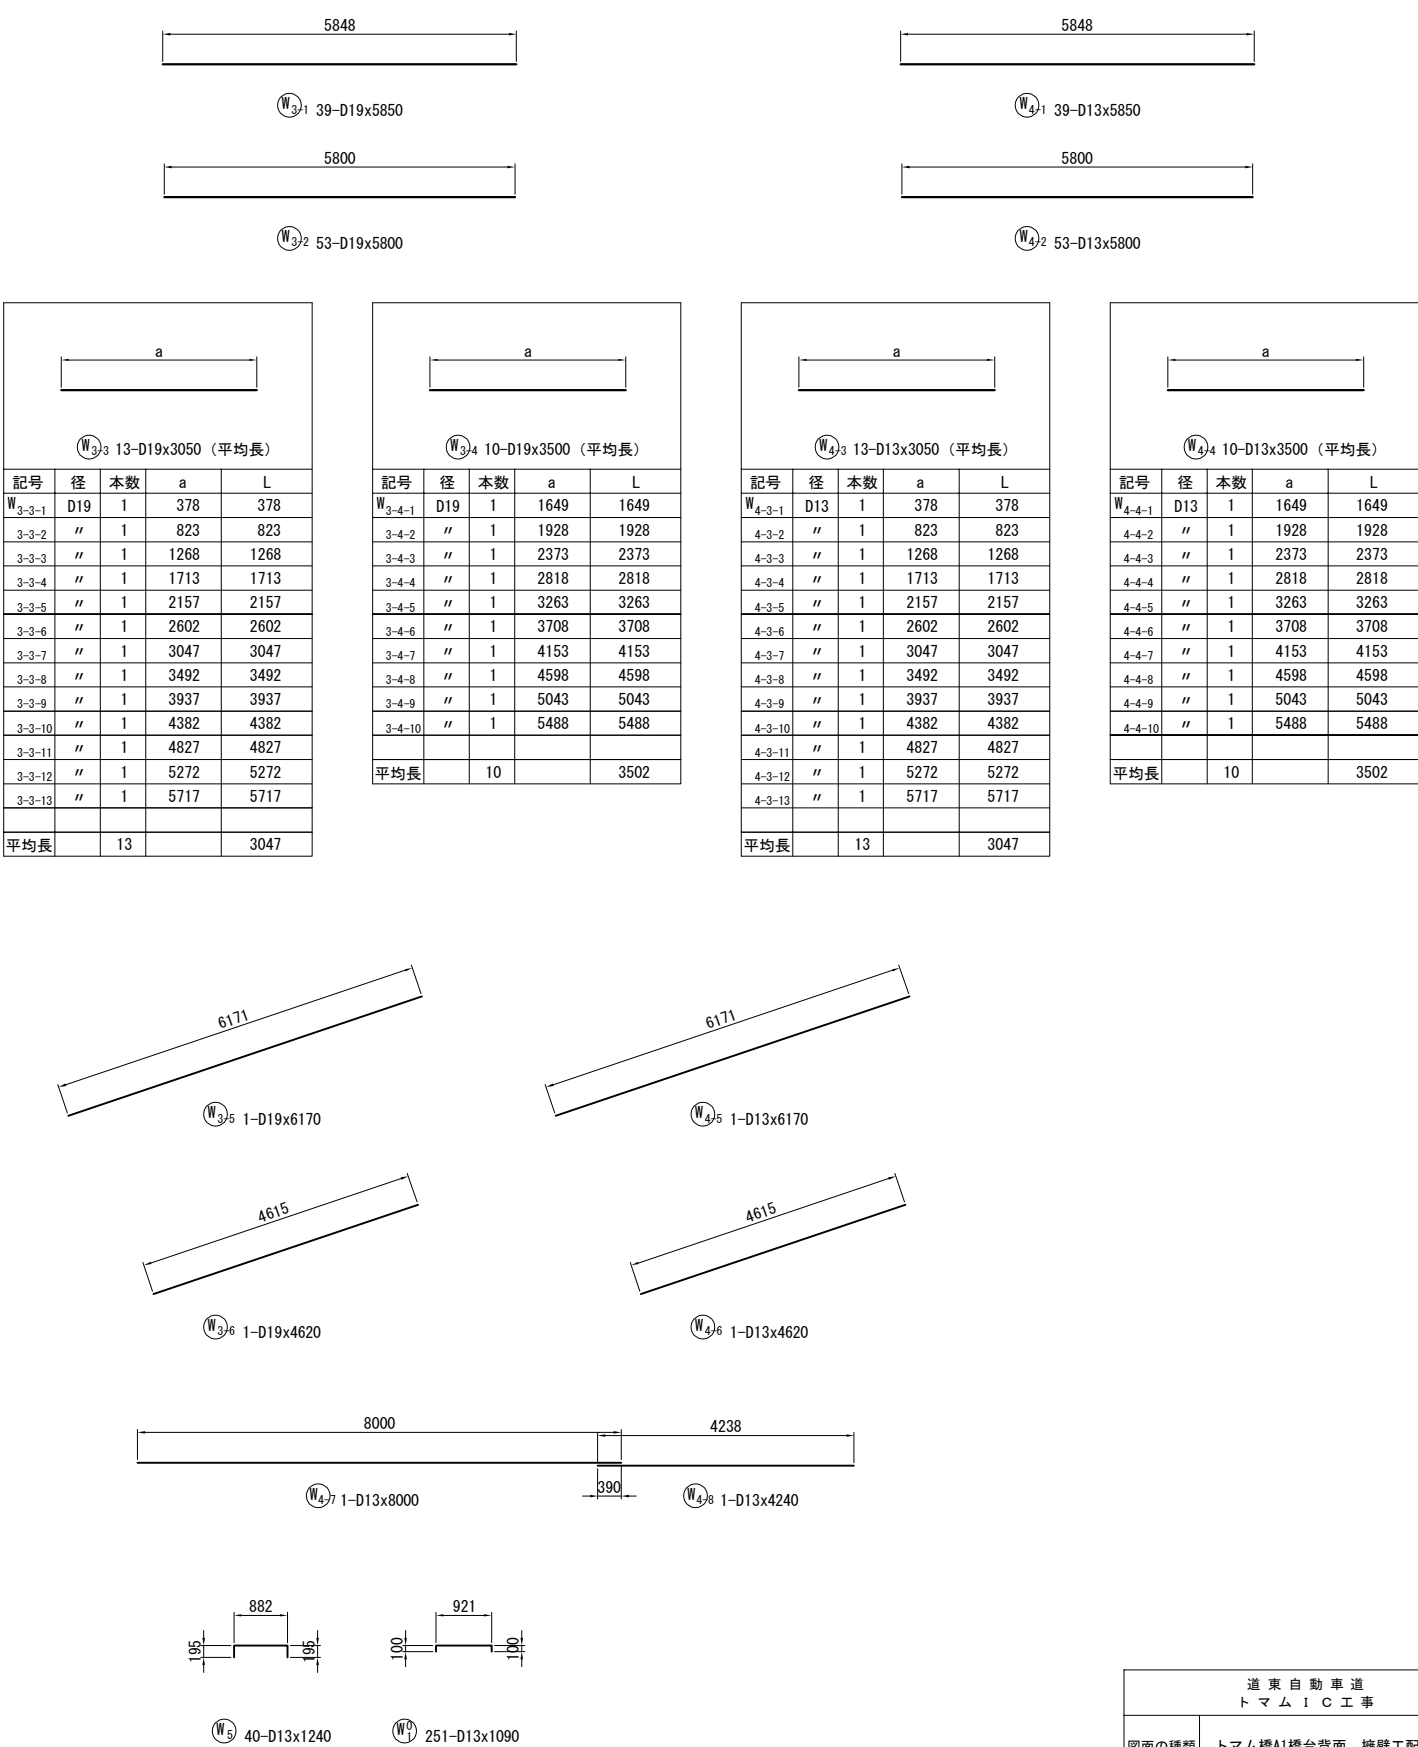 5848
W3-1 39-D19x5850
5848
W4-1 39-D13x5850
5800
W3-2 53-D19x5800
5800
W4-2 53-D13x5800
a
W3-3 13-D19x3050 (平均長)
記号 径 本数 a L
W3-3-1 D19 1 378 378
3-3-2 〃 1 823 823
3-3-3 〃 1 1268 1268
3-3-4 〃 1 1713 1713
3-3-5 〃 1 2157 2157
3-3-6 〃 1 2602 2602
3-3-7 〃 1 3047 3047
3-3-8 〃 1 3492 3492
3-3-9 〃 1 3937 3937
3-3-10 〃 1 4382 4382
3-3-11 〃 1 4827 4827
3-3-12 〃 1 5272 5272
3-3-13 〃 1 5717 5717
平均長 13 3047
a
W3-4 10-D19x3500 (平均長)
記号 径 本数 a L
W3-4-1 D19 1 1649 1649
3-4-2 〃 1 1928 1928
3-4-3 〃 1 2373 2373
3-4-4 〃 1 2818 2818
3-4-5 〃 1 3263 3263
3-4-6 〃 1 3708 3708
3-4-7 〃 1 4153 4153
3-4-8 〃 1 4598 4598
3-4-9 〃 1 5043 5043
3-4-10 〃 1 5488 5488
平均長 10 3502
a
W4-3 13-D13x3050 (平均長)
記号 径 本数 a L
W4-3-1 D13 1 378 378
4-3-2 〃 1 823 823
4-3-3 〃 1 1268 1268
4-3-4 〃 1 1713 1713
4-3-5 〃 1 2157 2157
4-3-6 〃 1 2602 2602
4-3-7 〃 1 3047 3047
4-3-8 〃 1 3492 3492
4-3-9 〃 1 3937 3937
4-3-10 〃 1 4382 4382
4-3-11 〃 1 4827 4827
4-3-12 〃 1 5272 5272
4-3-13 〃 1 5717 5717
平均長 13 3047
a
W4-4 10-D13x3500 (平均長)
記号 径 本数 a L
W4-4-1 D13 1 1649 1649
4-4-2 〃 1 1928 1928
4-4-3 〃 1 2373 2373
4-4-4 〃 1 2818 2818
4-4-5 〃 1 3263 3263
4-4-6 〃 1 3708 3708
4-4-7 〃 1 4153 4153
4-4-8 〃 1 4598 4598
4-4-9 〃 1 5043 5043
4-4-10 〃 1 5488 5488
平均長 10 3502
6171
W3-5 1-D19x6170
6171
W4-5 1-D13x6170
4615
W3-6 1-D19x4620
4615
W4-6 1-D13x4620
8000
4238
390
W4-7 1-D13x8000
W4-8 1-D13x4240
882
195
195
W5 40-D13x1240
921
100
100
W0 1 251-D13x1090
道東自動車道
トマムIC工事
図面の種類 トマム橋A1橋台背面 擁壁工配